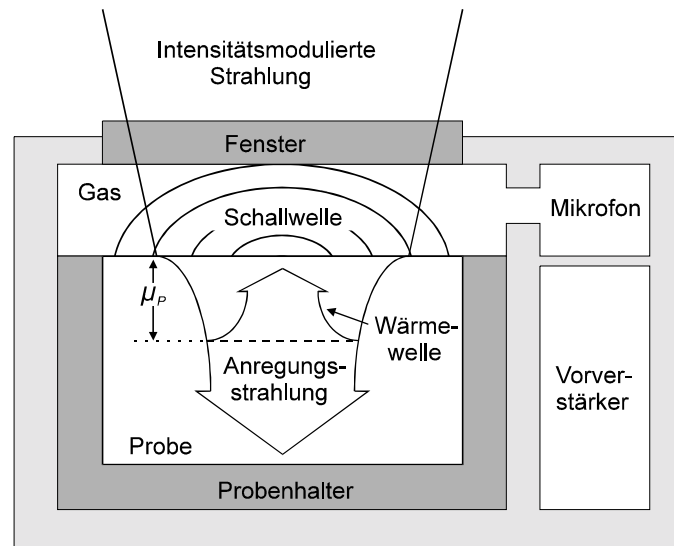 Intensitätsmodulierte
Strahlung
Fenster
Gas
Schallwelle
Mikrofon
μP
Wärme-
welle
Anregungs-
strahlung
Vorver-
stärker
Probe
Probenhalter